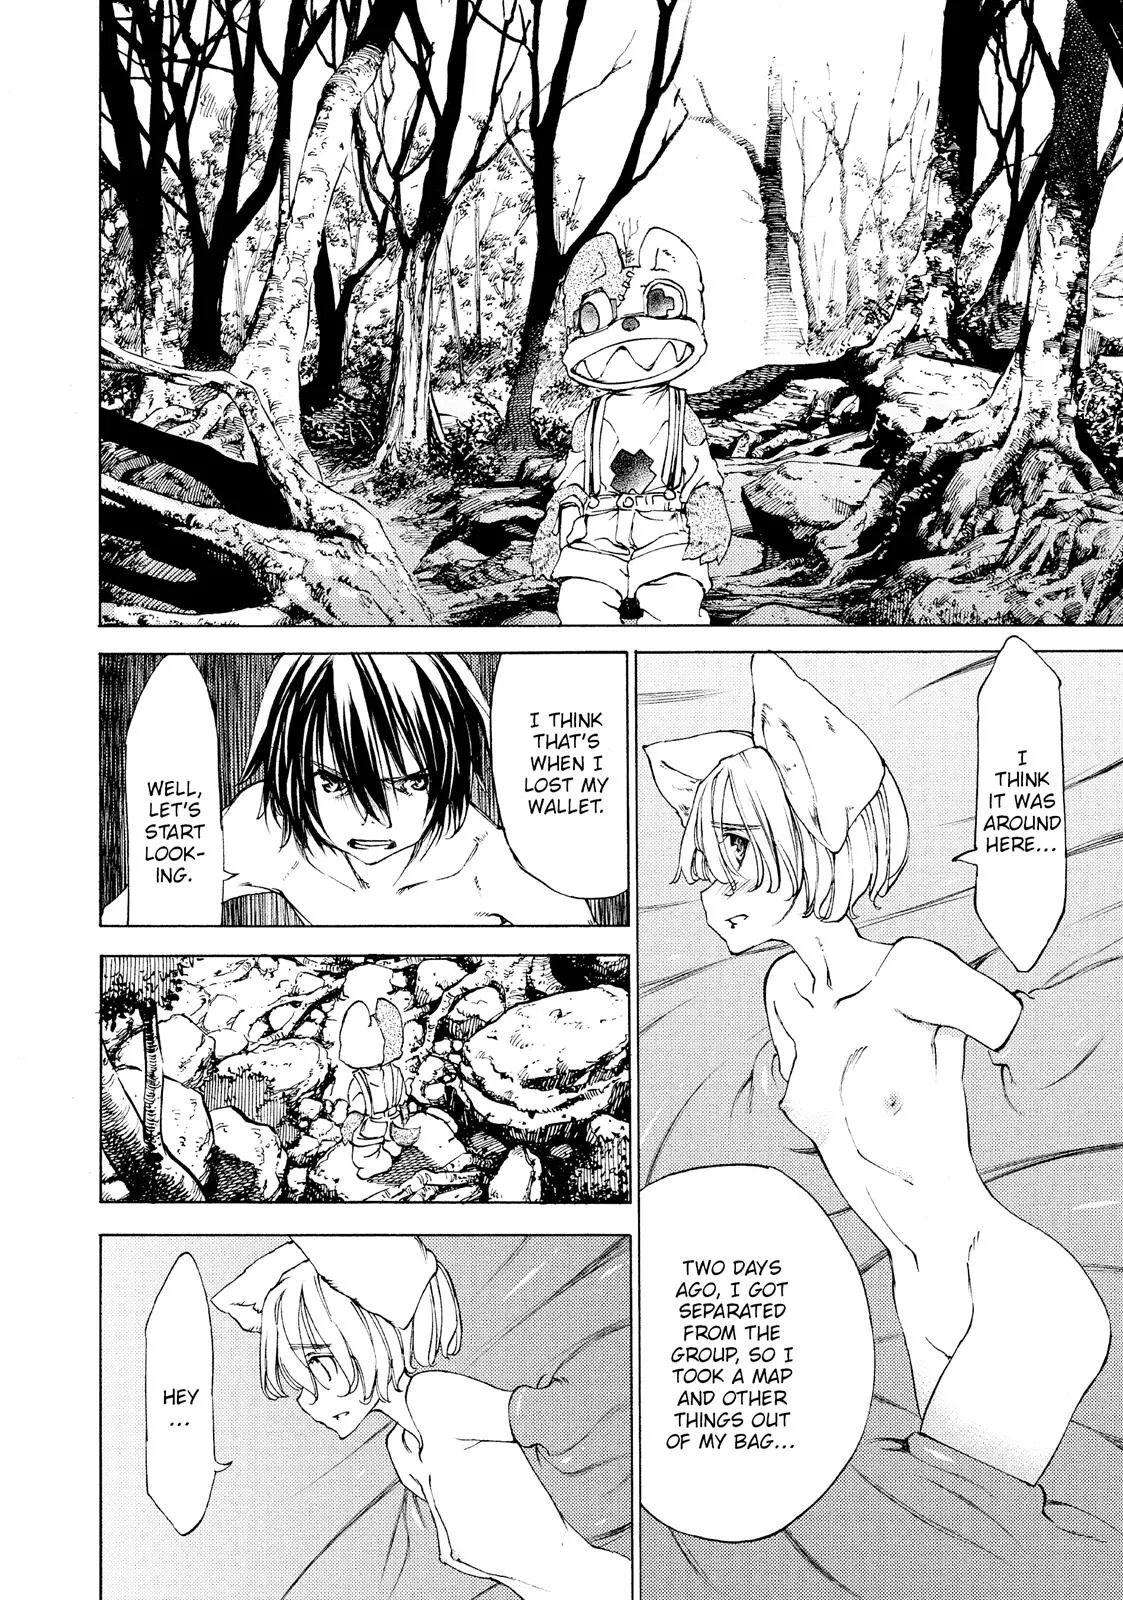 I
THINK
IT WAS
AROUND
HERE...
TWO DAYS
AGO, I GOT
SEPARATED
FROM THE
GROUP, SO I
TOOK A MAP
AND OTHER
THINGS OUT
OF MY BAG...
I THINK
THAT'S
WHEN I
LOST MY
WALLET.
WELL,
LET'S
START
LOOK-
ING.
HEY
...